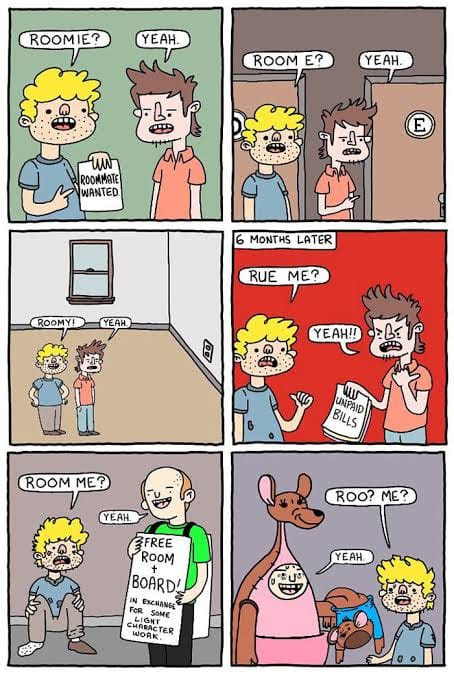 ROOMIE?
YEAH.
ROOMMATE
WANTED
ROOM E?
YEAH.
E
ROOMY!
YEAH
6 MONTHS LATER
RUE ME?
YEAH!!
UNPAID
BILLS
ROOM ME?
YEAH.
FREE
ROOM
+
BOARD!
IN EXCHANGE
FOR SOME
LIGHT
CHARACTER
WORK.
ROO? ME?
YEAH.